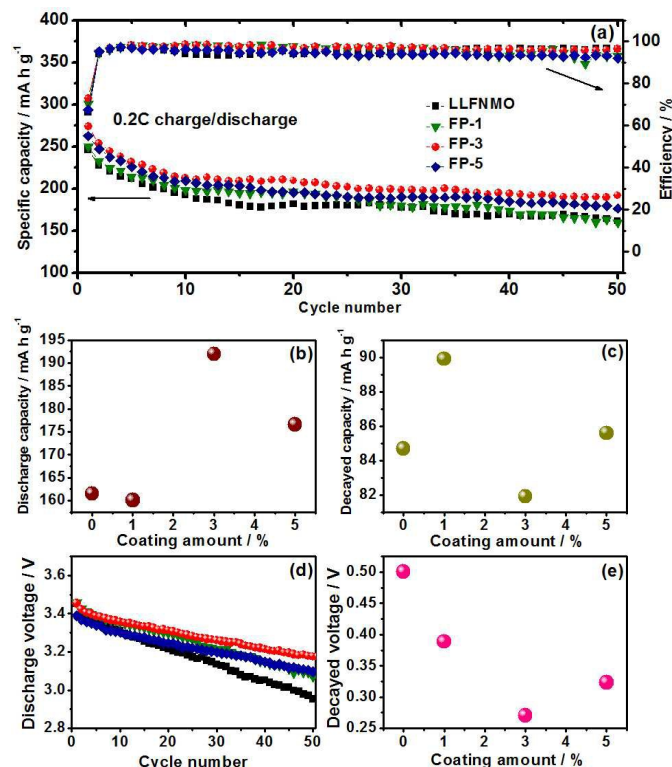 (a)
400
350
300
250
200
150
100
Specific capacity / mA h g⁻¹
100
80
60
40
20
0
Efficiency / %
LLFNMO
FP-1
FP-3
FP-5
0.2C charge/discharge
0 10 20 30 40 50
Cycle number
(b)
195
190
185
180
175
170
165
160
Discharge capacity / mA h g⁻¹
0 1 2 3 4 5
Coating amount / %
(c)
90
88
86
84
82
Decayed capacity / mA h g⁻¹
0 1 2 3 4 5
Coating amount / %
(d)
3.6
3.4
3.2
3.0
2.8
Discharge voltage / V
0 10 20 30 40 50
Cycle number
(e)
0.50
0.45
0.40
0.35
0.30
0.25
Decayed voltage / V
0 1 2 3 4 5
Coating amount / %